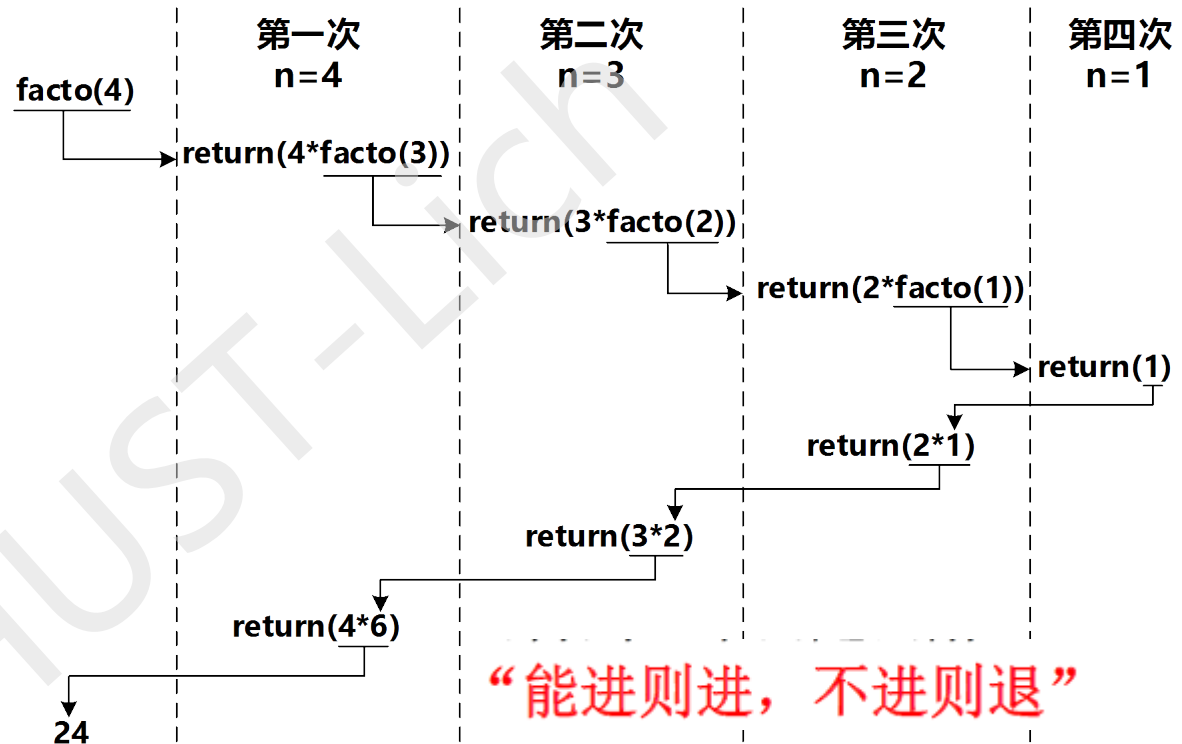 第一次
n=4
第二次
n=3
第三次
n=2
第四次
n=1
facto(4)
return(4*facto(3))
return(3*facto(2))
return(2*facto(1))
return(1)
return(2*1)
return(3*2)
return(4*6)
24
“能进则进，不进则退”
HUST-Lich